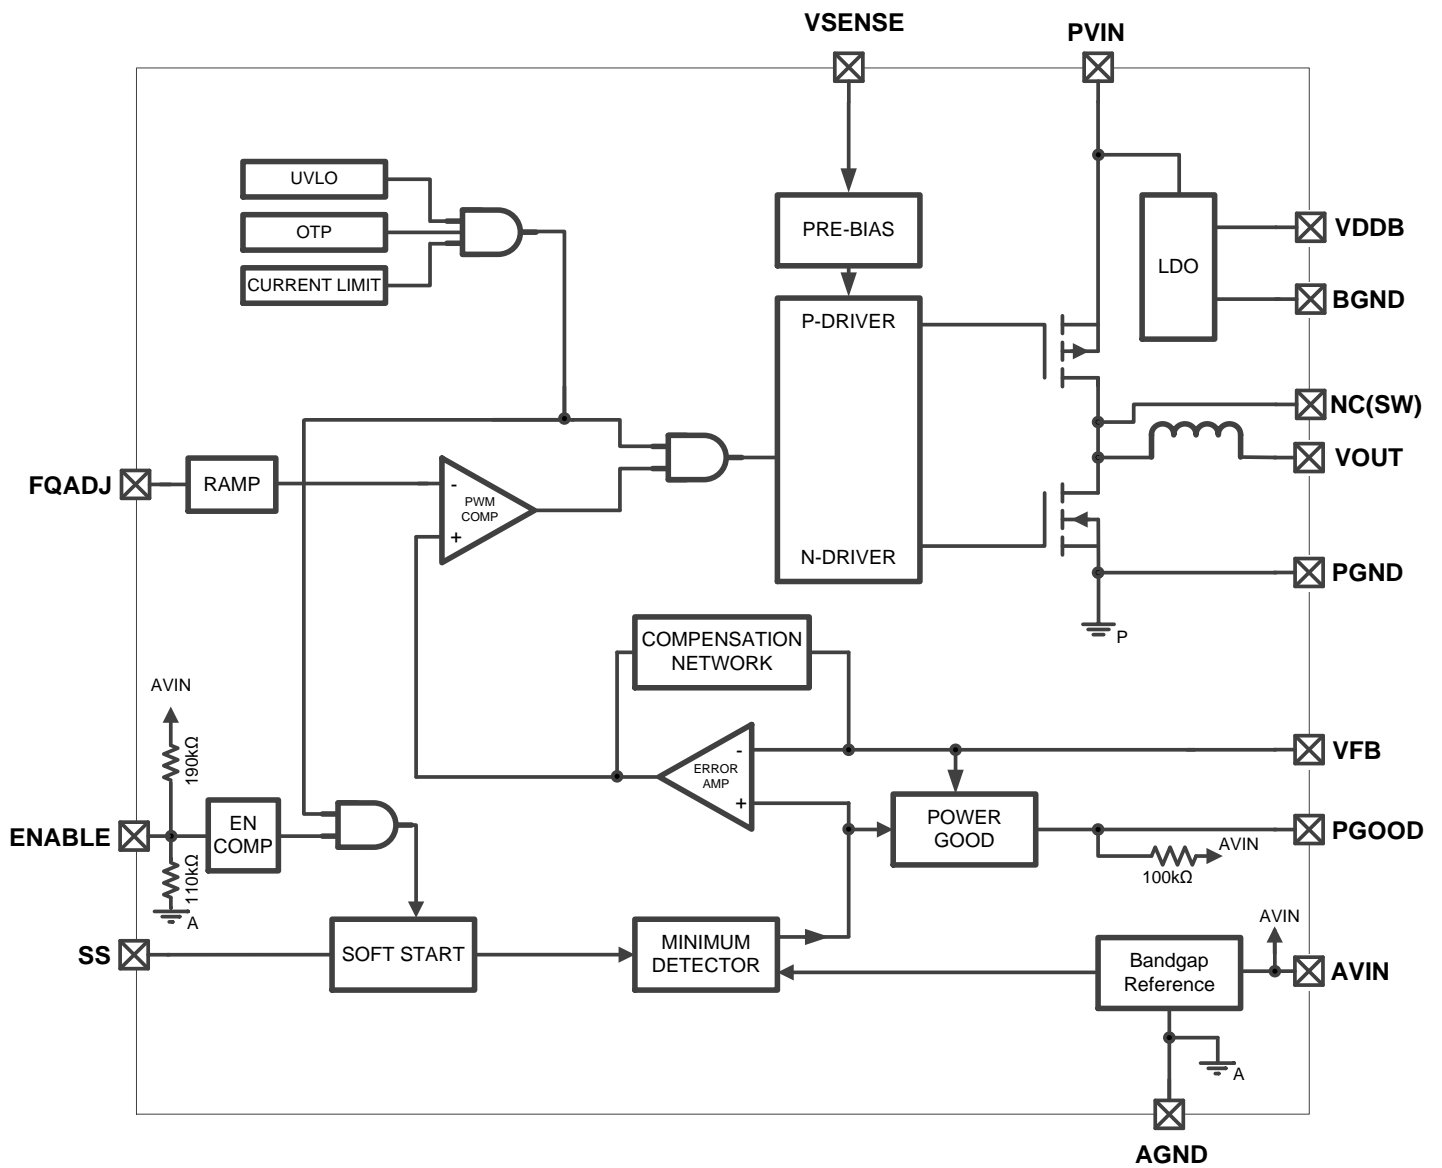 VSENSE
PVIN
UVLO
OTP
CURRENT LIMIT
PRE-BIAS
LDO
VDDB
BGND
P-DRIVER
NC(SW)
VOUT
FQADJ
RAMP
-
PWM
COMP
+
N-DRIVER
PGND
P
COMPENSATION
NETWORK
AVIN
190kΩ
-
ERROR
AMP
+
VFB
ENABLE
EN
COMP
110kΩ
A
POWER
GOOD
PGOOD
AVIN
100kΩ
SS
SOFT START
MINIMUM
DETECTOR
Bandgap
Reference
AVIN
AVIN
A
AGND